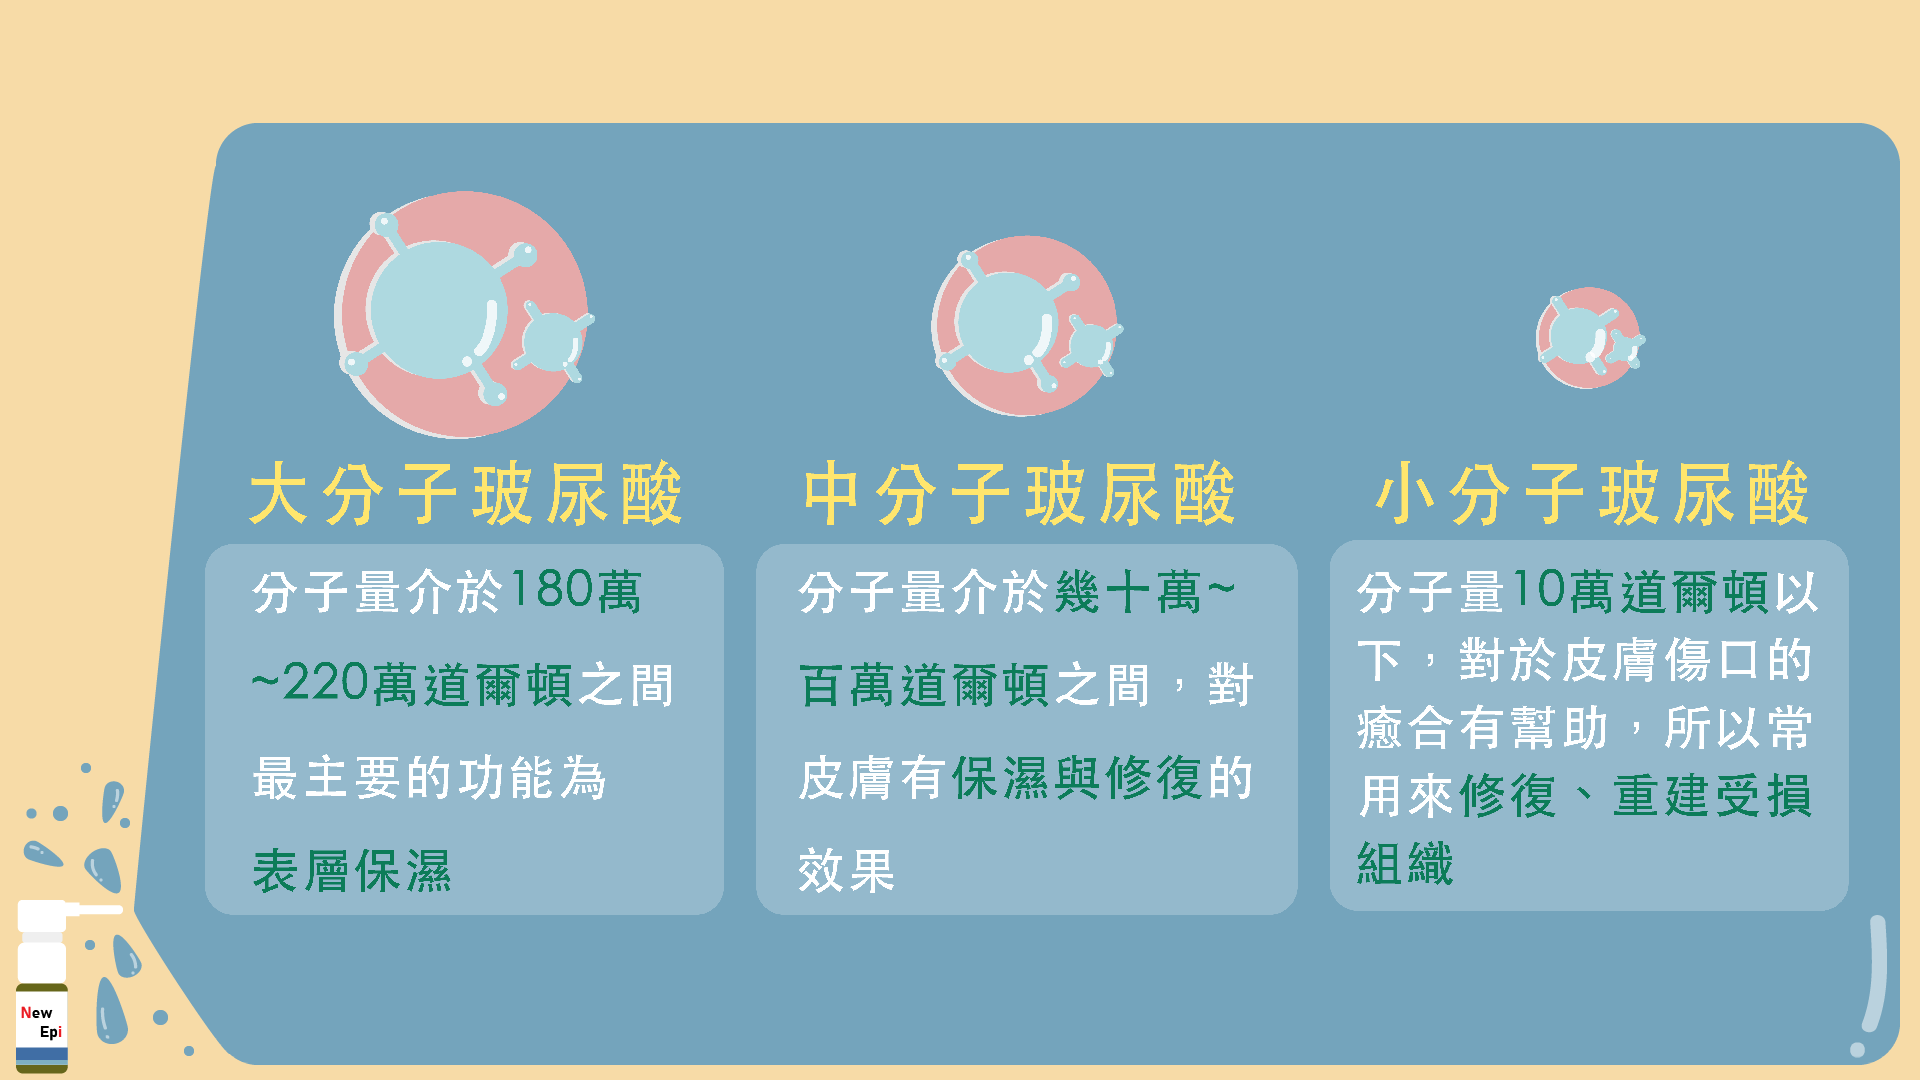 大分子玻尿酸
分子量介於180萬
~220萬道爾頓之間
最主要的功能為
表層保濕
中分子玻尿酸
分子量介於幾十萬~
百萬道爾頓之間，對
皮膚有保濕與修復的
效果
小分子玻尿酸
分子量10萬道爾頓以
下，對於皮膚傷口的
癒合有幫助，所以常
用來修復、重建受損
組織
New
Epi